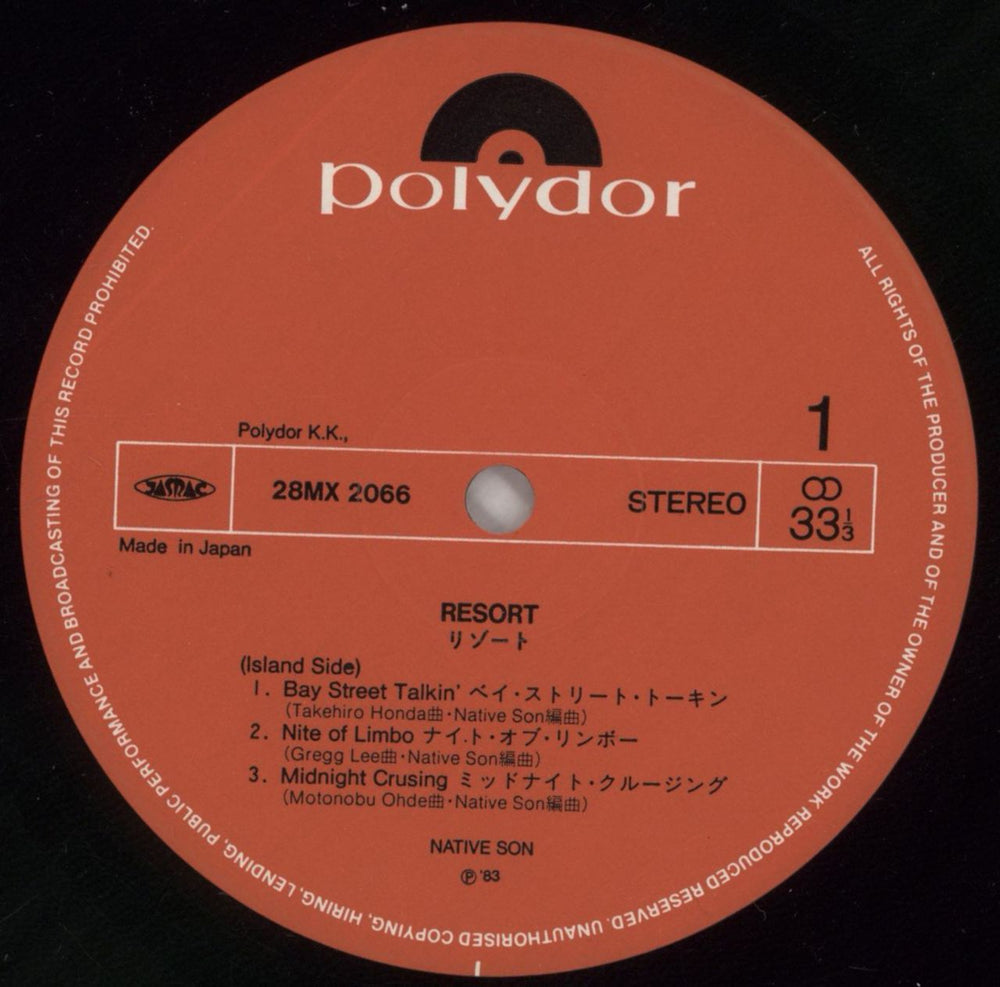 polydor
1
Polydor K.K.,
JASRAC
28MX 2066
STEREO
33 1/3
Made in Japan
RESORT
リゾート
(Island Side)
1. Bay Street Talkin' ベイ・ストリート・トーキン
(Takehiro Honda曲・Native Son編曲)
2. Nite of Limbo ナイト・オブ・リンボー
(Gregg Lee曲・Native Son編曲)
3. Midnight Crusing ミッドナイト・クルージング
(Motonobu Ohde曲・Native Son編曲)
NATIVE SON
Ⓟ '83
ALL RIGHTS OF THE PRODUCER AND OF THE OWNER OF THE WORK REPRODUCED RESERVED. UNAUTHORISED COPYING, HIRING, LENDING, PUBLIC PERFORMANCE AND BROADCASTING OF THIS RECORD PROHIBITED.